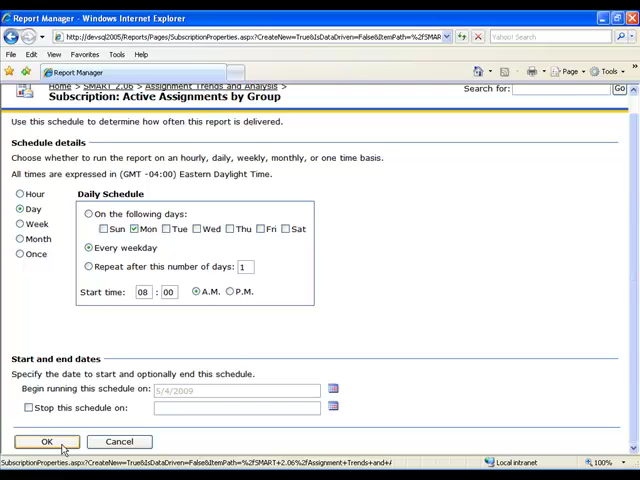 Report Manager - Windows Internet Explorer
http://devsql2005/Reports/Pages/SubscriptionProperties.aspx?CreateNew=True&IsDataDriven=False&ItemPath=%2fSMAR
Yahoo! Search
File Edit View Favorites Tools Help
Report Manager
Page Tools
Home > SMART 2.06 > Assignment Trends and Analysis >
Subscription: Active Assignments by Group
Search for: Go
Use this schedule to determine how often this report is delivered.
Schedule details
Choose whether to run the report on an hourly, daily, weekly, monthly, or one time basis.
All times are expressed in (GMT -04:00) Eastern Daylight Time.
Hour
Day
Week
Month
Once
Daily Schedule
On the following days:
Sun Mon Tue Wed Thu Fri Sat
Every weekday
Repeat after this number of days: 1
Start time: 08 : 00 A.M. P.M.
Start and end dates
Specify the date to start and optionally end this schedule.
Begin running this schedule on: 5/4/2009
Stop this schedule on:
OK Cancel
SubscriptionProperties.aspx?CreateNew=True&IsDataDriven=False&ItemPath=%2fSMART+2.06%2fAssignment+Trends+and+A
Local intranet
100%